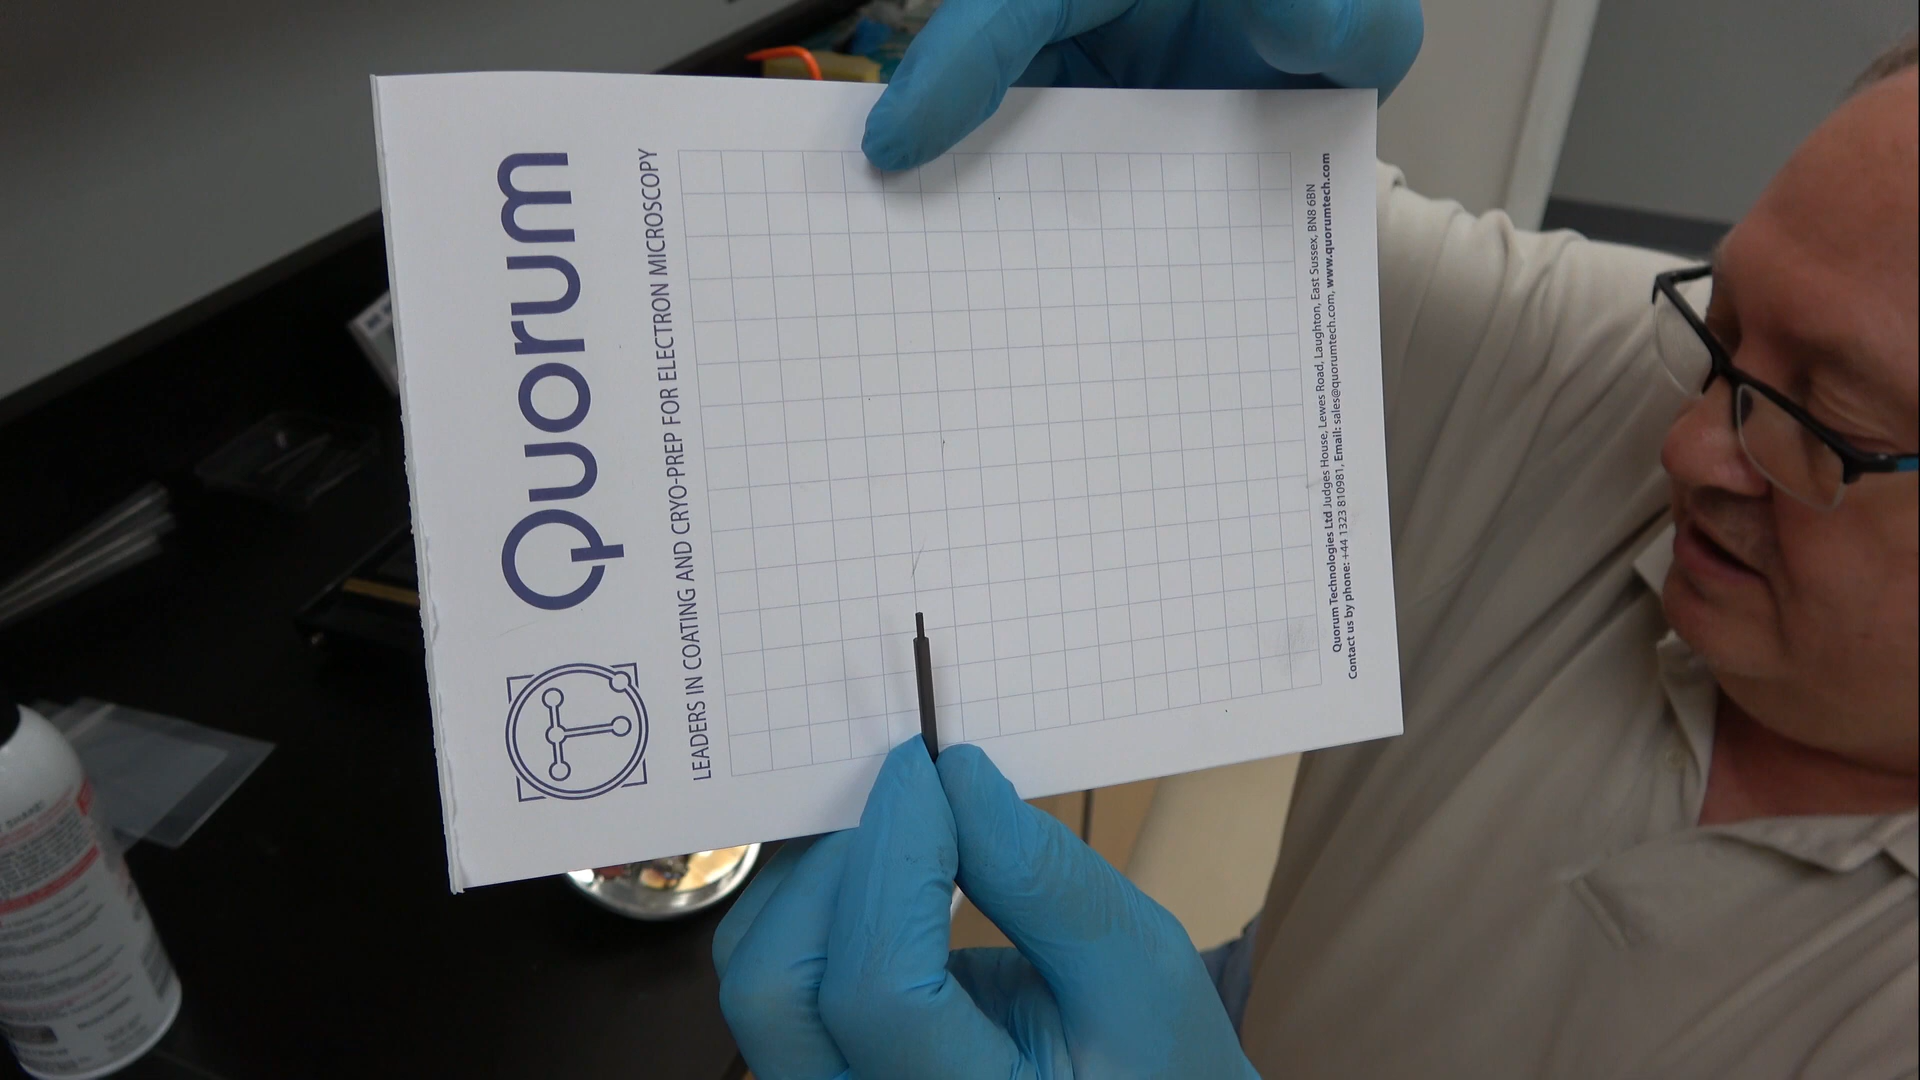 Quorum
LEADERS IN COATING AND CRYO-PREP FOR ELECTRON MICROSCOPY
Quorum Technologies Ltd Judges House, Lewes Road, Laughton, East Sussex, BN8 6BN
Contact us by phone: +44 1323 810981, Email: sales@quorumtech.com, www.quorumtech.com